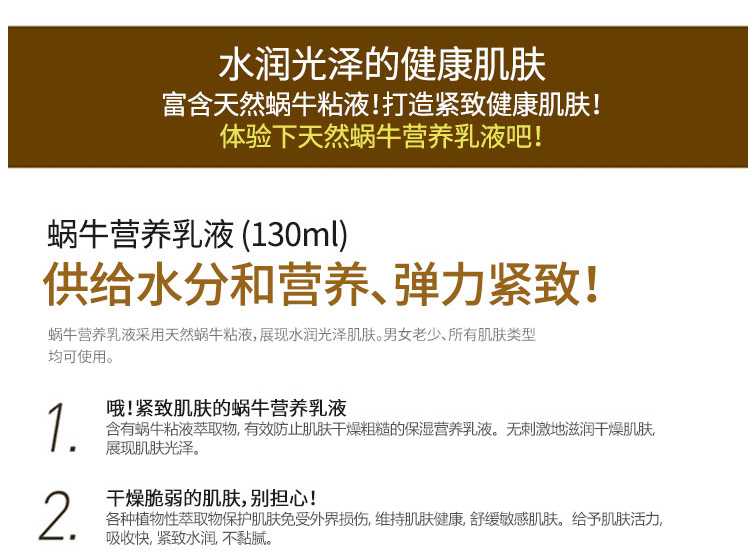 水润光泽的健康肌肤
富含天然蜗牛粘液!打造紧致健康肌肤!
体验下天然蜗牛营养乳液吧!
蜗牛营养乳液 (130ml)
供给水分和营养、弹力紧致!
蜗牛营养乳液采用天然蜗牛粘液,展现水润光泽肌肤。男女老少、所有肌肤类型
均可使用。
1.
哦!紧致肌肤的蜗牛营养乳液
含有蜗牛粘液萃取物, 有效防止肌肤干燥粗糙的保湿营养乳液。无刺激地滋润干燥肌肤,
展现肌肤光泽。
2.
干燥脆弱的肌肤,别担心!
各种植物性萃取物保护肌肤免受外界损伤, 维持肌肤健康, 舒缓敏感肌肤。给予肌肤活力,
吸收快, 紧致水润, 不黏腻。